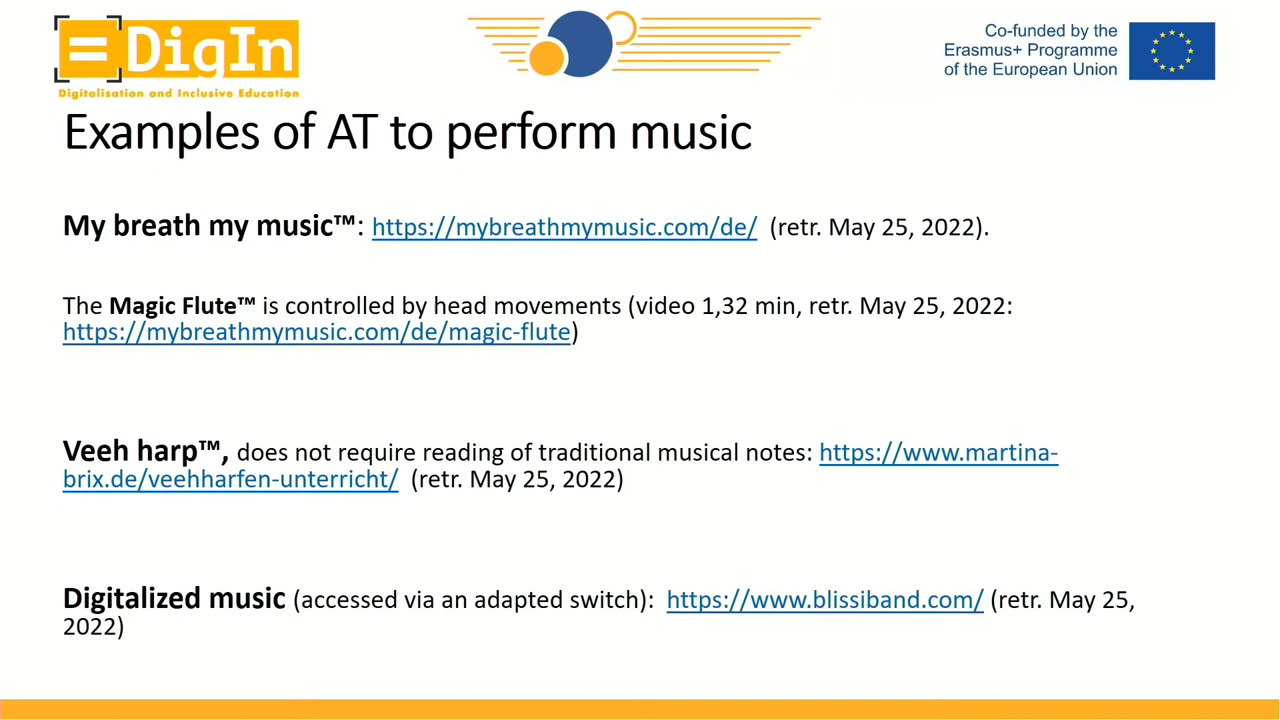 =DigIn
Digitalisation and Inclusive Education
Co-funded by the
Erasmus+ Programme
of the European Union
Examples of AT to perform music
My breath my music™: https://mybreathmymusic.com/de/ (retr. May 25, 2022).
The Magic Flute™ is controlled by head movements (video 1,32 min, retr. May 25, 2022:
https://mybreathmymusic.com/de/magic-flute)
Veeh harp™, does not require reading of traditional musical notes: https://www.martina-
brix.de/veehharfen-unterricht/ (retr. May 25, 2022)
Digitalized music (accessed via an adapted switch): https://www.blissiband.com/ (retr. May 25,
2022)